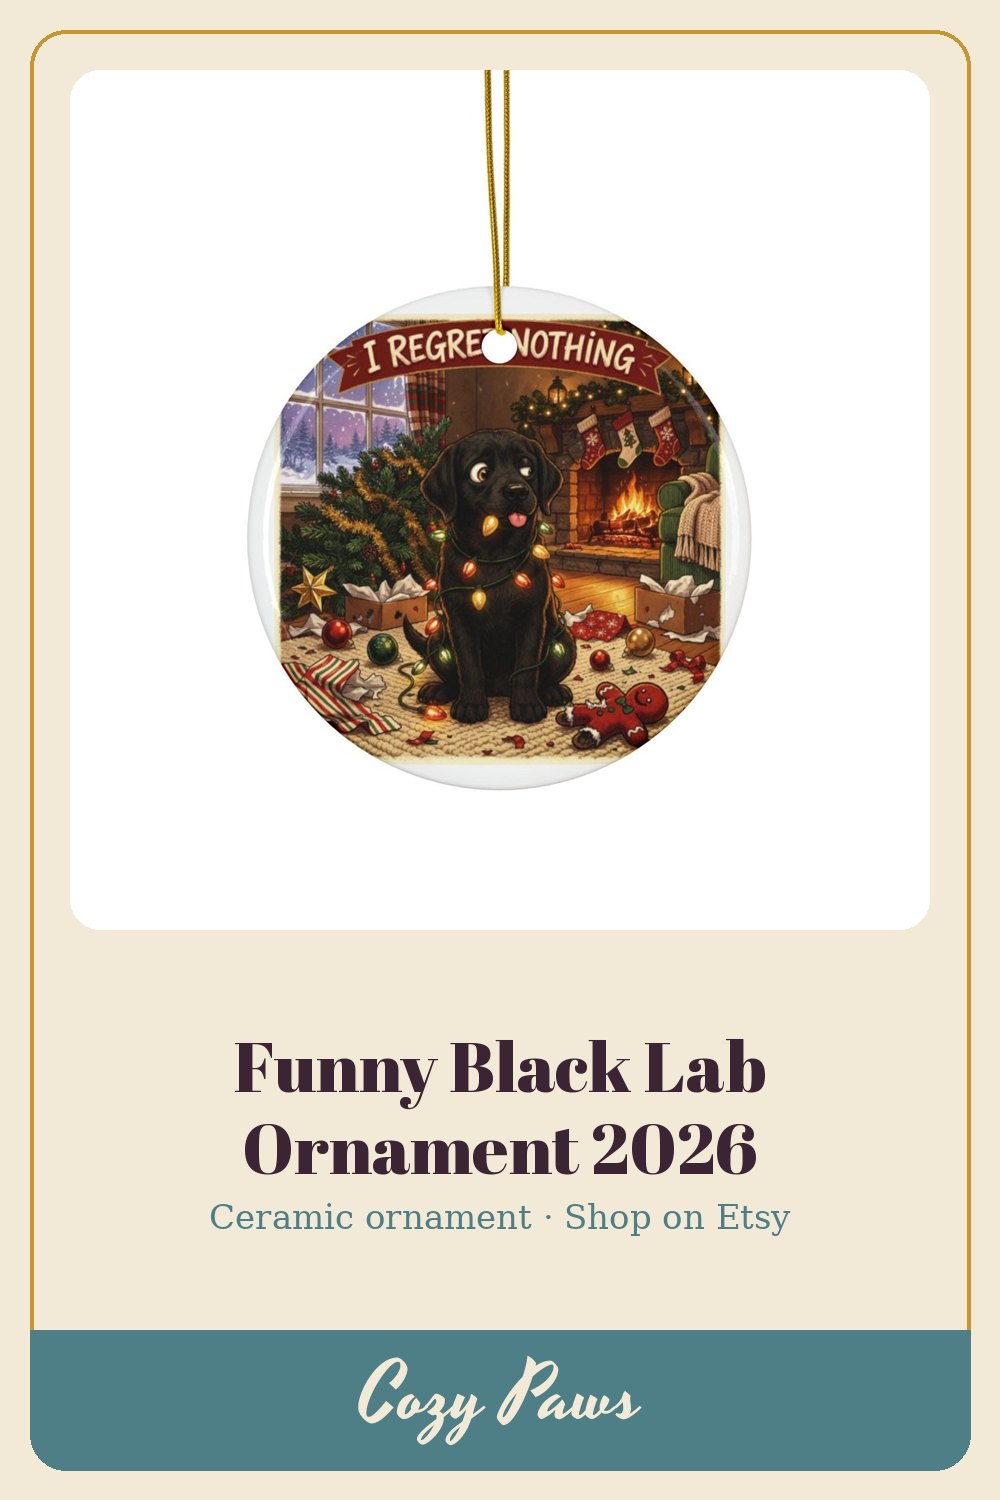 I REGRET NOTHING
Funny Black Lab
Ornament 2026
Ceramic ornament · Shop on Etsy
Cozy Paws